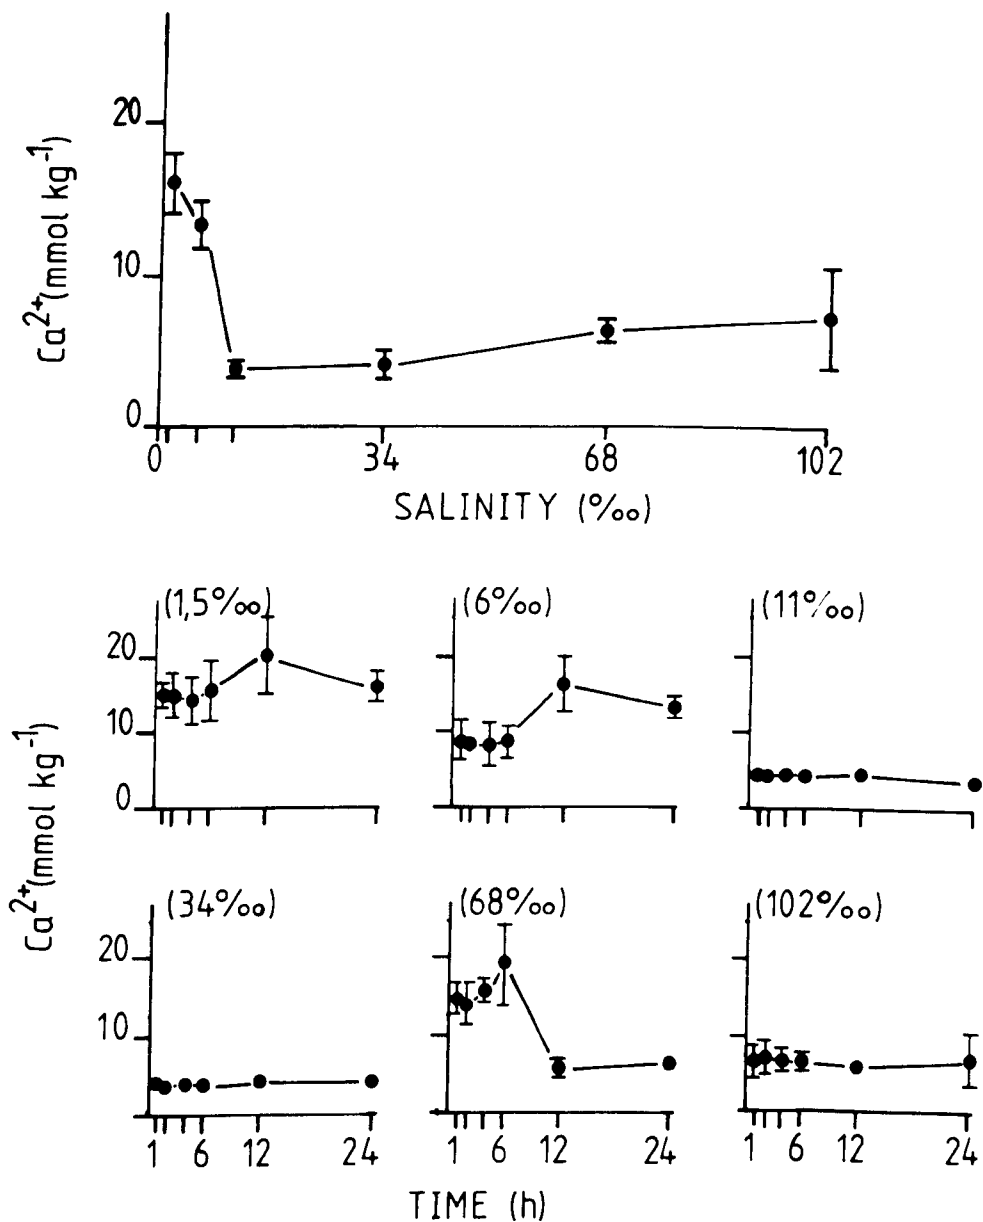 Ca²⁺(mmol kg⁻¹)
20
10
0
0 34 68 102
SALINITY (‰)
Ca²⁺(mmol kg⁻¹)
(1,5‰) (6‰) (11‰)
20
10
0
(34‰) (68‰) (102‰)
20
10
1 6 12 24 1 6 12 24 1 6 12 24
TIME (h)